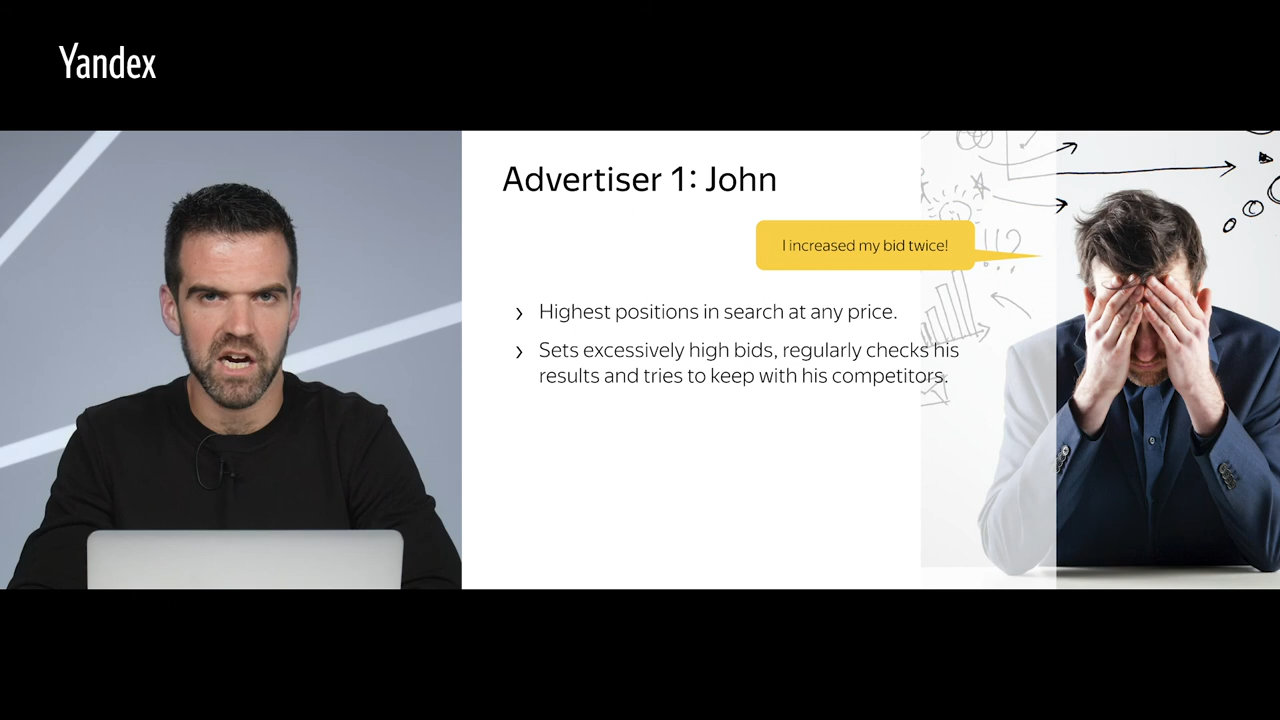 Yandex
Advertiser 1: John
I increased my bid twice!
› Highest positions in search at any price.
› Sets excessively high bids, regularly checks his
results and tries to keep with his competitors.